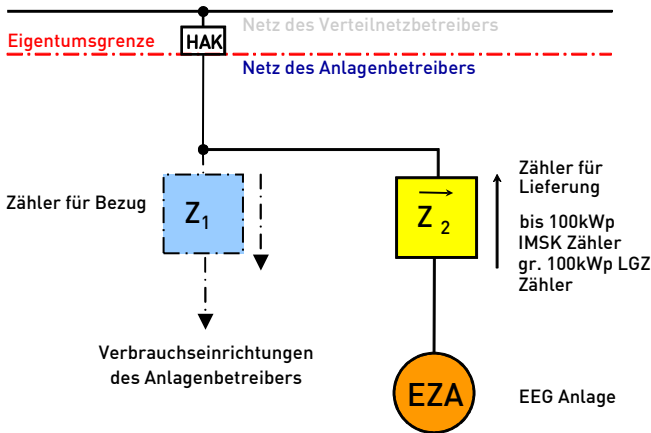 Netz des Verteilnetzbetreibers
Eigentumsgrenze
HAK
Netz des Anlagenbetreibers
Zähler für Bezug
Z1
Z 2
Zähler für
Lieferung
bis 100kWp
IMSK Zähler
gr. 100kWp LGZ
Zähler
Verbrauchseinrichtungen
des Anlagenbetreibers
EZA
EEG Anlage